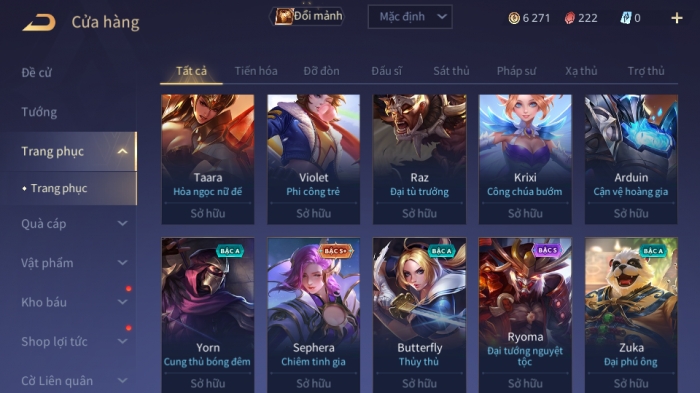 Cửa hàng
Đổi mảnh
Mặc định
6 271
222
0
Đề cử
Tướng
Trang phục
Trang phục
Quà cáp
Vật phẩm
Kho báu
Shop lợi tức
Cờ Liên quân
Tất cả
Tiến hóa
Đỡ đòn
Đấu sĩ
Sát thủ
Pháp sư
Xạ thủ
Trợ thủ
Taara
Hỏa ngọc nữ đế
Sở hữu
Violet
Phi công trẻ
Sở hữu
Raz
Đại tù trưởng
Sở hữu
Krixi
Công chúa bướm
Sở hữu
Arduin
Cận vệ hoàng gia
Sở hữu
BẬC A
Yorn
Cung thủ bóng đêm
Sở hữu
BẬC S+
Sephera
Chiêm tinh gia
Sở hữu
BẬC A
Butterfly
Thủy thủ
Sở hữu
BẬC S
Ryoma
Đại tướng nguyệt
tộc
Sở hữu
BẬC A
Zuka
Đại phú ông
Sở hữu